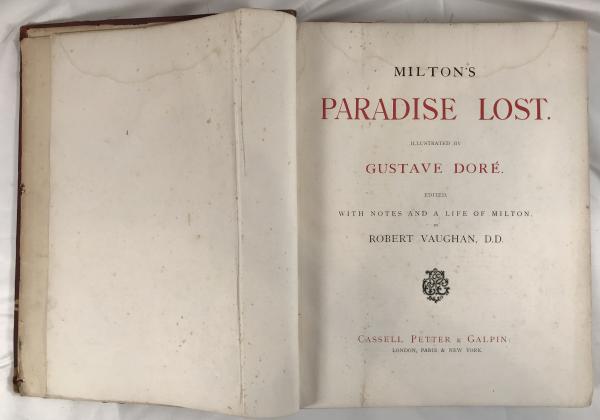 MILTON'S
PARADISE LOST.
ILLUSTRATED BY
GUSTAVE DORÉ.
EDITED,
WITH NOTES AND A LIFE OF MILTON,
BY
ROBERT VAUGHAN, D.D.
CASSELL PETTER & GALPIN:
LONDON, PARIS & NEW YORK.